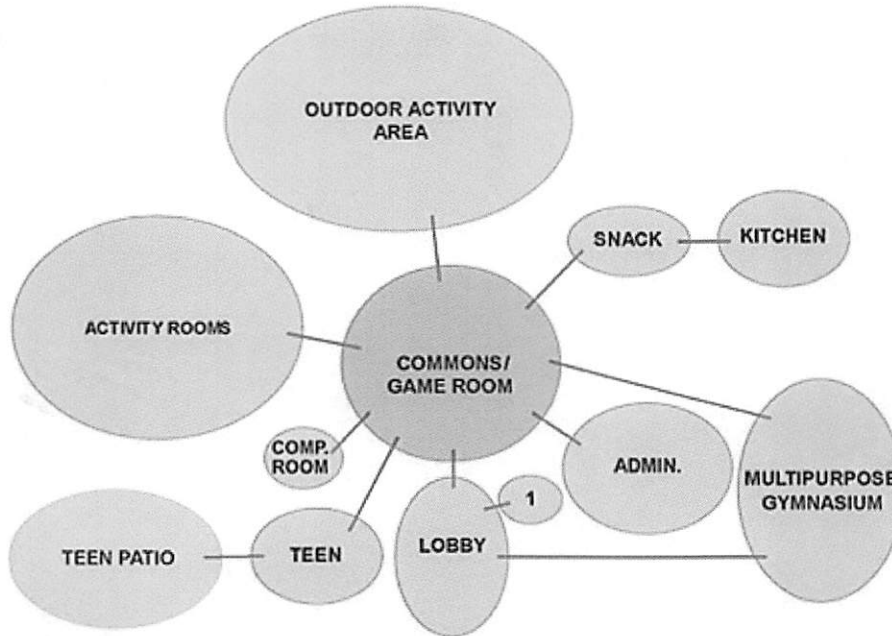 OUTDOOR ACTIVITY
AREA
SNACK
KITCHEN
ACTIVITY ROOMS
COMMONS/
GAME ROOM
COMP.
ROOM
ADMIN.
MULTIPURPOSE
GYMNASIUM
1
LOBBY
TEEN
TEEN PATIO